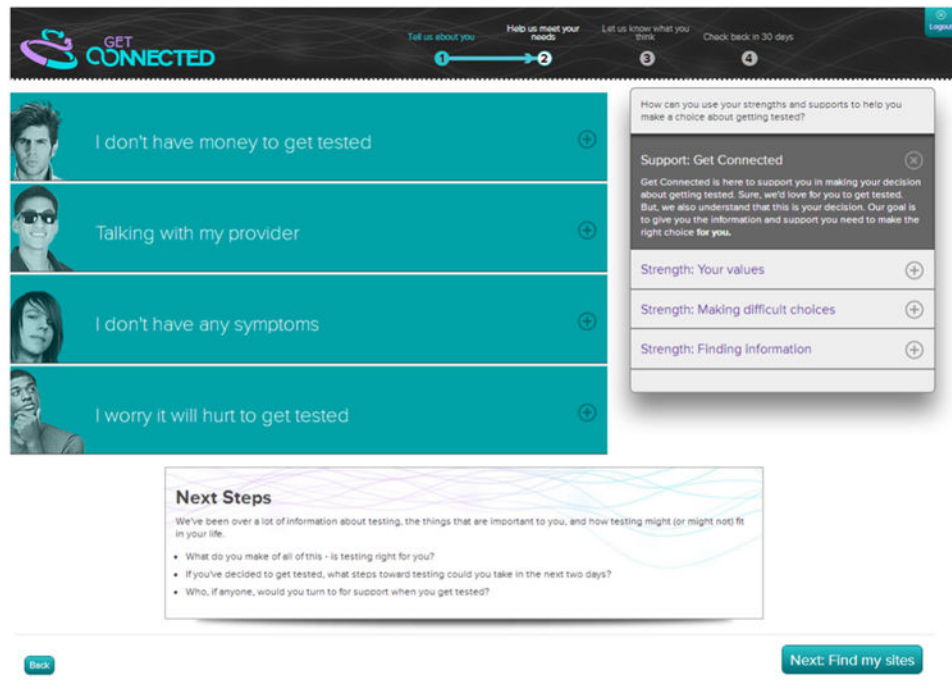 GET
CONNECTED
Tell us about you
1
Help us meet your
needs
2
Let us know what you
think
3
Check back in 30 days
4
Logout
I don't have money to get tested
Talking with my provider
I don't have any symptoms
I worry it will hurt to get tested
How can you use your strengths and supports to help you
make a choice about getting tested?
Support: Get Connected
Get Connected is here to support you in making your decision
about getting tested. Sure, we'd love for you to get tested.
But, we also understand that this is your decision. Our goal is
to give you the information and support you need to make the
right choice for you.
Strength: Your values
Strength: Making difficult choices
Strength: Finding information
Next Steps
We've been over a lot of information about testing, the things that are important to you, and how testing might (or might not) fit
in your life.
• What do you make of all of this - is testing right for you?
• If you've decided to get tested, what steps toward testing could you take in the next two days?
• Who, if anyone, would you turn to for support when you get tested?
Back
Next: Find my sites